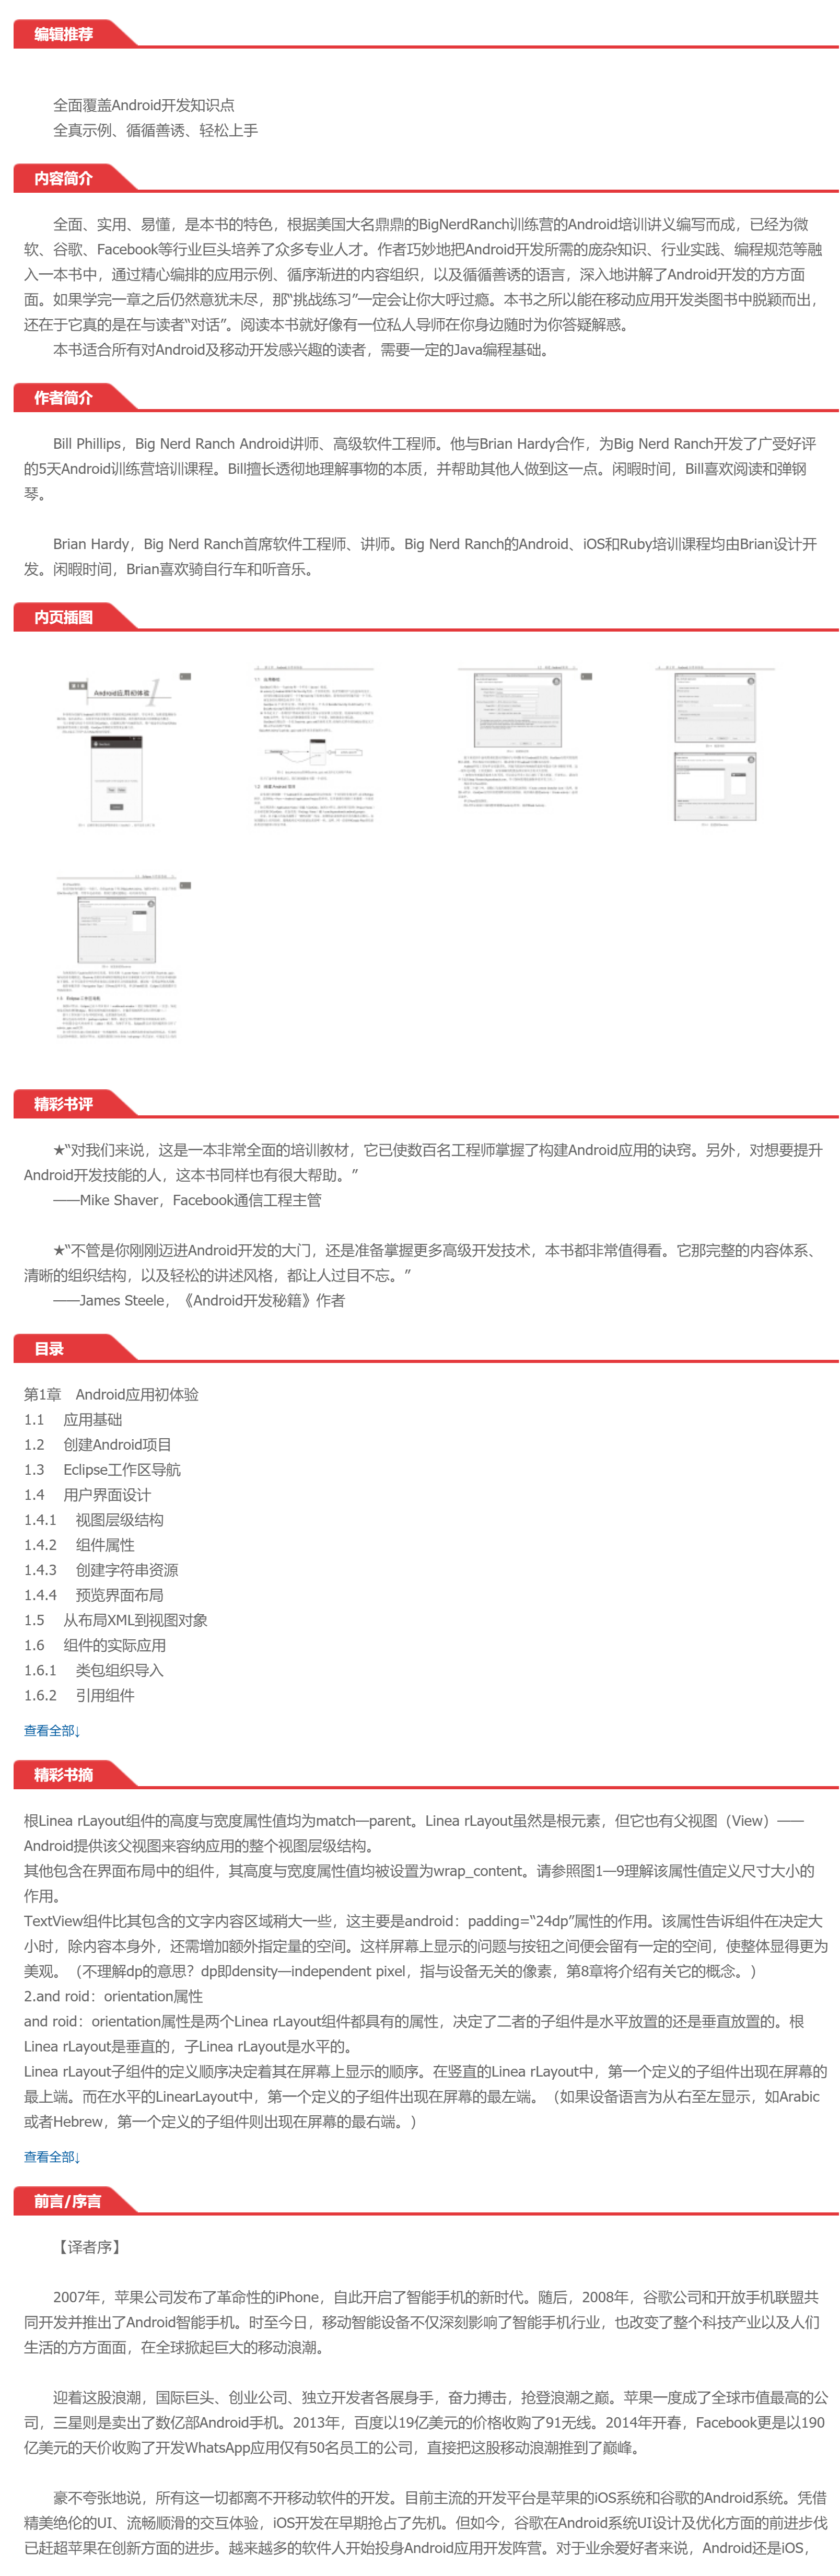 编辑推荐
全面覆盖Android开发知识点
全真示例、循循善诱、轻松上手
内容简介
全面、实用、易懂，是本书的特色，根据美国大名鼎鼎的BigNerdRanch训练营的Android培训讲义编写而成，已经为微
软、谷歌、Facebook等行业巨头培养了众多专业人才。作者巧妙地把Android开发所需的庞杂知识、行业实践、编程规范等融
入一本书中，通过精心编排的应用示例、循序渐进的内容组织，以及循循善诱的语言，深入地讲解了Android开发的方方面
面。如果学完一章之后仍然意犹未尽，那“挑战练习”一定会让你大呼过瘾。本书之所以能在移动应用开发类图书中脱颖而出，
还在于它真的是在与读者“对话”。阅读本书就好像有一位私人导师在你身边随时为你答疑解惑。
本书适合所有对Android及移动开发感兴趣的读者，需要一定的Java编程基础。
作者简介
Bill Phillips，Big Nerd Ranch Android讲师、高级软件工程师。他与Brian Hardy合作，为Big Nerd Ranch开发了广受好评
的5天Android训练营培训课程。Bill擅长透彻地理解事物的本质，并帮助其他人做到这一点。闲暇时间，Bill喜欢阅读和弹钢
琴。
Brian Hardy，Big Nerd Ranch首席软件工程师、讲师。Big Nerd Ranch的Android、iOS和Ruby培训课程均由Brian设计开
发。闲暇时间，Brian喜欢骑自行车和听音乐。
内页插图
Android应用初体验
1.1 应用基础
1.2 创建Android项目
精彩书评
★“对我们来说，这是一本非常全面的培训教材，它已使数百名工程师掌握了构建Android应用的诀窍。另外，对想要提升
Android开发技能的人，这本书同样也有很大帮助。”
——Mike Shaver，Facebook通信工程主管
★“不管是你刚刚迈进Android开发的大门，还是准备掌握更多高级开发技术，本书都非常值得看。它那完整的内容体系、
清晰的组织结构，以及轻松的讲述风格，都让人过目不忘。”
——James Steele，《Android开发秘籍》作者
目录
第1章 Android应用初体验
1.1 应用基础
1.2 创建Android项目
1.3 Eclipse工作区导航
1.4 用户界面设计
1.4.1 视图层级结构
1.4.2 组件属性
1.4.3 创建字符串资源
1.4.4 预览界面布局
1.5 从布局XML到视图对象
1.6 组件的实际应用
1.6.1 类包组织导入
1.6.2 引用组件
查看全部↓
精彩书摘
根Linea rLayout组件的高度与宽度属性值均为match—parent。Linea rLayout虽然是根元素，但它也有父视图（View）——
Android提供该父视图来容纳应用的整个视图层级结构。
其他包含在界面布局中的组件，其高度与宽度属性值均被设置为wrap_content。请参照图1—9理解该属性值定义尺寸大小的
作用。
TextView组件比其包含的文字内容区域稍大一些，这主要是android：padding=“24dp”属性的作用。该属性告诉组件在决定大
小时，除内容本身外，还需增加额外指定量的空间。这样屏幕上显示的问题与按钮之间便会留有一定的空间，使整体显得更为
美观。（不理解dp的意思？dp即density—independent pixel，指与设备无关的像素，第8章将介绍有关它的概念。）
2.and roid：orientation属性
and roid：orientation属性是两个Linea rLayout组件都具有的属性，决定了二者的子组件是水平放置的还是垂直放置的。根
Linea rLayout是垂直的，子Linea rLayout是水平的。
Linea rLayout子组件的定义顺序决定着其在屏幕上显示的顺序。在竖直的Linea rLayout中，第一个定义的子组件出现在屏幕的
最上端。而在水平的LinearLayout中，第一个定义的子组件出现在屏幕的最左端。（如果设备语言为从右至左显示，如Arabic
或者Hebrew，第一个定义的子组件则出现在屏幕的最右端。）
查看全部↓
前言/序言
【译者序】
2007年，苹果公司发布了革命性的iPhone，自此开启了智能手机的新时代。随后，2008年，谷歌公司和开放手机联盟共
同开发并推出了Android智能手机。时至今日，移动智能设备不仅深刻影响了智能手机行业，也改变了整个科技产业以及人们
生活的方方面面，在全球掀起巨大的移动浪潮。
迎着这股浪潮，国际巨头、创业公司、独立开发者各展身手，奋力搏击，抢登浪潮之巅。苹果一度成了全球市值最高的公
司，三星则是卖出了数亿部Android手机。2013年，百度以19亿美元的价格收购了91无线。2014年开春，Facebook更是以190
亿美元的天价收购了开发WhatsApp应用仅有50名员工的公司，直接把这股移动浪潮推到了巅峰。
豪不夸张地说，所有这一切都离不开移动软件的开发。目前主流的开发平台是苹果的iOS系统和谷歌的Android系统。凭借
精美绝伦的UI、流畅顺滑的交互体验，iOS开发在早期抢占了先机。但如今，谷歌在Android系统UI设计及优化方面的前进步伐
已赶超苹果在创新方面的进步。越来越多的软件人开始投身Android应用开发阵营。对于业余爱好者来说，Android还是iOS，